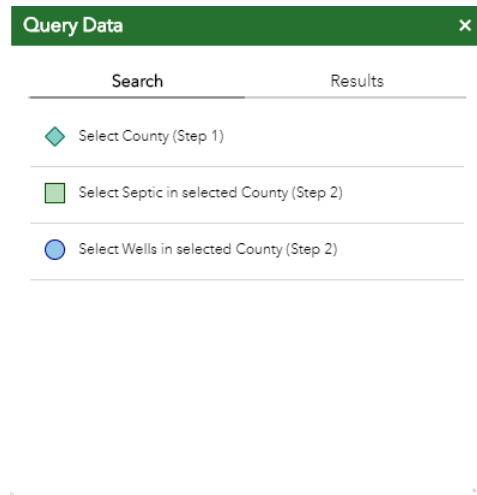 Query Data
Search Results
Select County (Step 1)
Select Septic in selected County (Step 2)
Select Wells in selected County (Step 2)